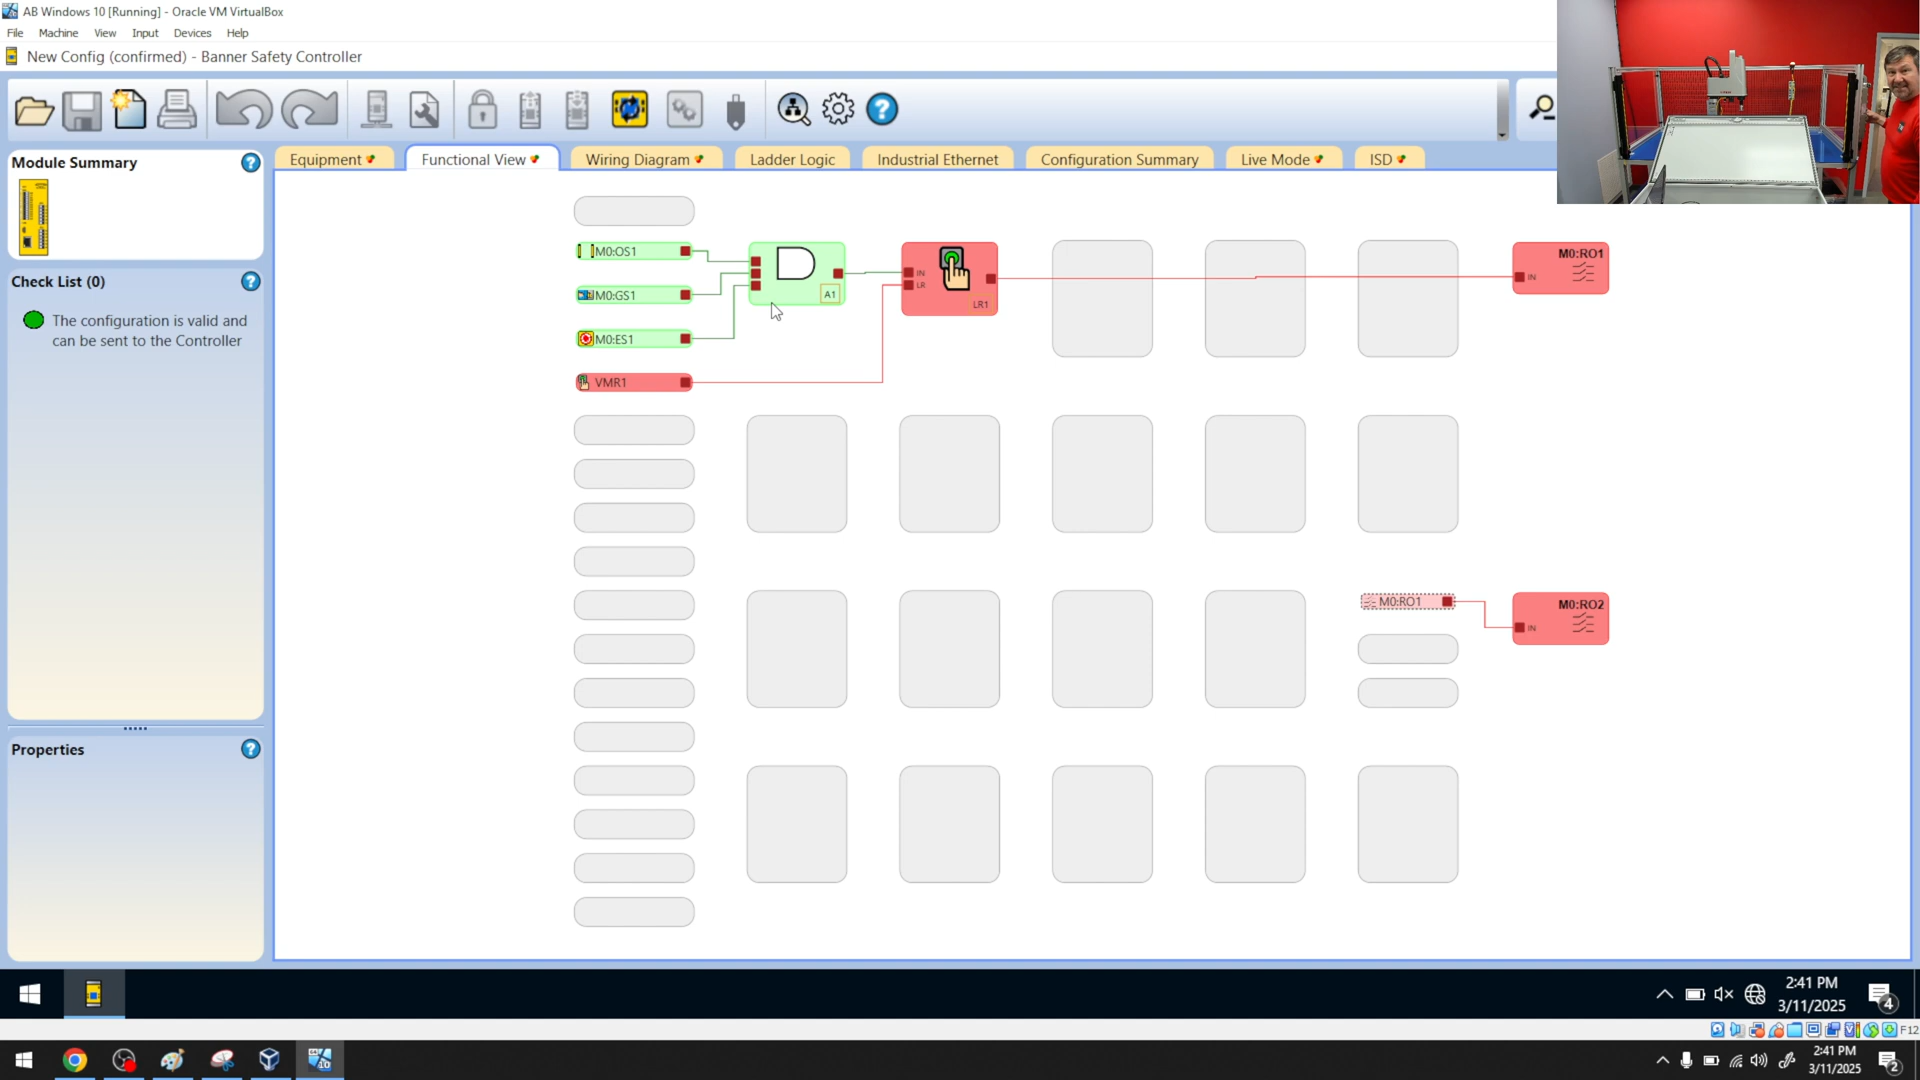 AB Windows 10 [Running] - Oracle VM VirtualBox
File Machine View Input Devices Help
New Config (confirmed) - Banner Safety Controller
Module Summary
Equipment Functional View Wiring Diagram Ladder Logic Industrial Ethernet Configuration Summary Live Mode ISD
Check List (0)
The configuration is valid and
can be sent to the Controller
Properties
M0:OS1
M0:GS1
M0:ES1
VMR1
A1
IN
LR
LR1
M0:RO1
IN
M0:RO1
M0:RO2
IN
2:41 PM
3/11/2025
4
F12
2:41 PM
3/11/2025
2